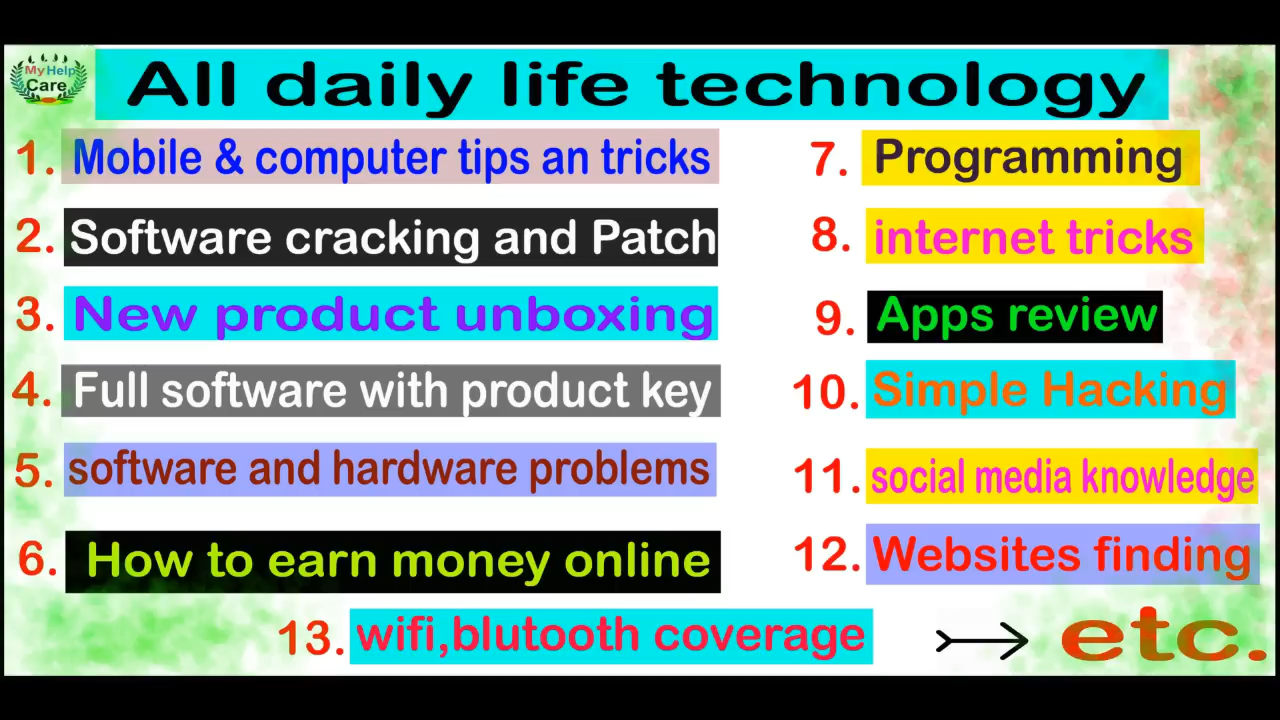 My Help
Care
All daily life technology
1. Mobile & computer tips an tricks
2. Software cracking and Patch
3. New product unboxing
4. Full software with product key
5. software and hardware problems
6. How to earn money online
7. Programming
8. internet tricks
9. Apps review
10. Simple Hacking
11. social media knowledge
12. Websites finding
13. wifi,blutooth coverage
etc.